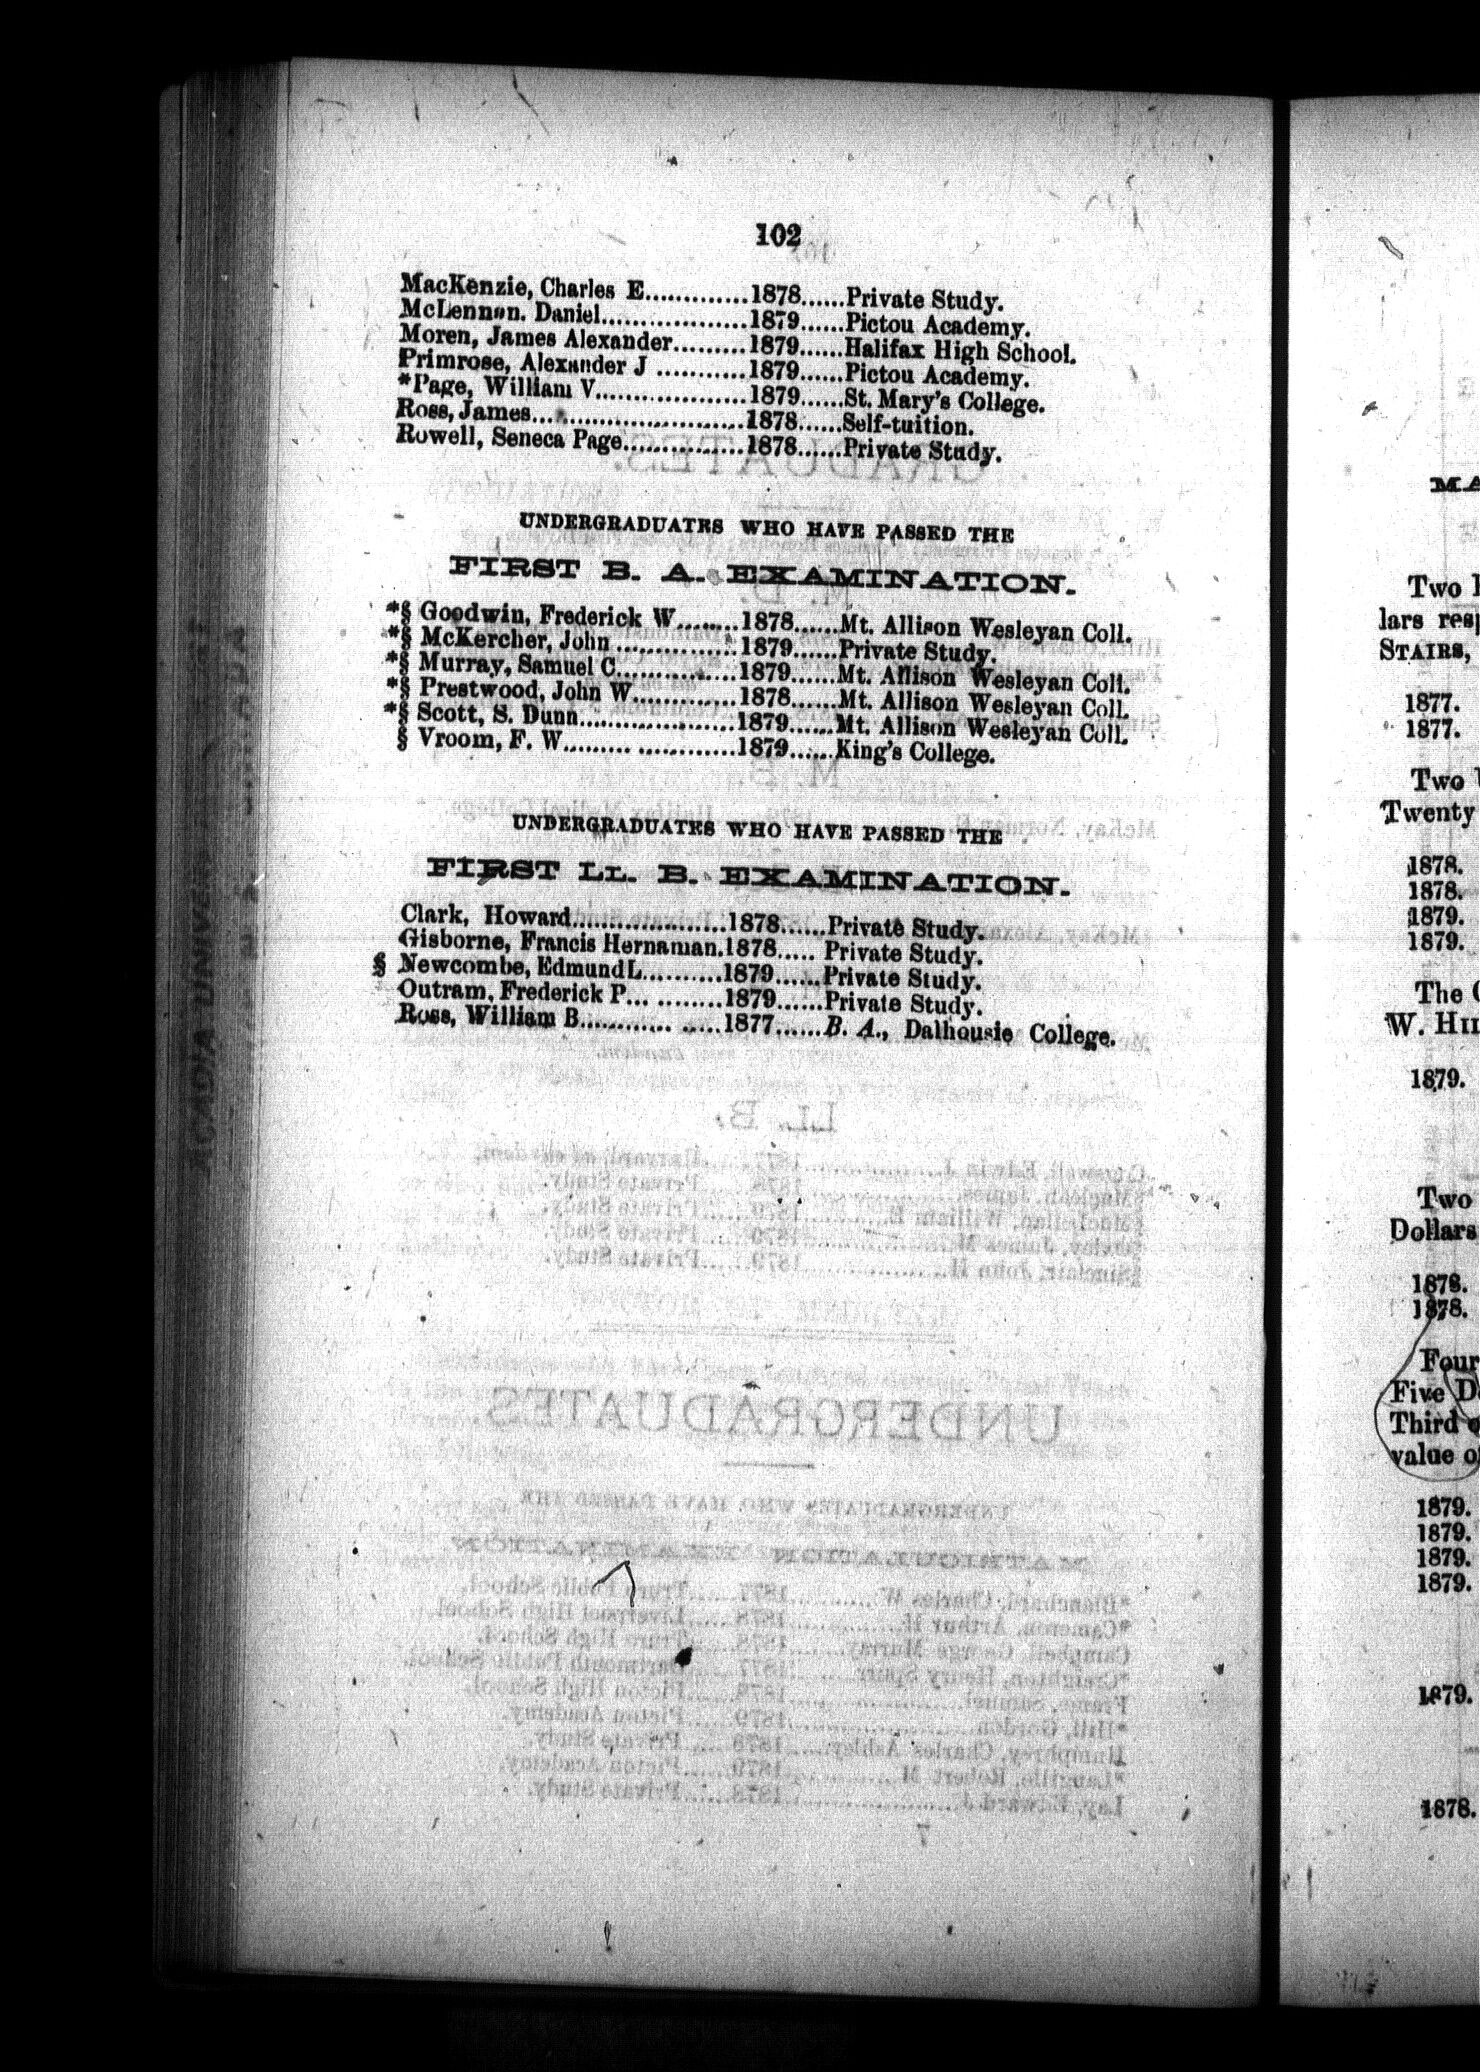 102
MacKenzie, Charles E.............1878......Private Study.
McLennan. Daniel..................1879......Pictou Academy.
Moren, James Alexander.........1879......Halifax High School.
Primrose, Alexander J ...........1879......Pictou Academy.
*Page, William V...................1879......St. Mary's College.
Ross, James...........................1878......Self-tuition.
Rowell, Seneca Page...............1878......Private Study.
UNDERGRADUATES WHO HAVE PASSED THE
FIRST B. A. EXAMINATION.
*§ Goodwin, Frederick W........1878......Mt. Allison Wesleyan Coll.
*§ McKercher, John ...............1879......Private Study.
*§ Murray, Samuel C...............1879......Mt. Allison Wesleyan Coll.
*§ Prestwood, John W.............1878......Mt. Allison Wesleyan Coll.
*§ Scott, S. Dunn....................1879......Mt. Allison Wesleyan Coll.
§ Vroom, F. W......... .............1879......King's College.
UNDERGRADUATES WHO HAVE PASSED THE
FIRST LL. B. EXAMINATION.
Clark, Howard....................1878......Private Study.
Gisborne, Francis Hernaman.1878..... Private Study.
§ Newcombe, Edmund L..........1879......Private Study.
Outram, Frederick P... .........1879......Private Study.
Ross, William B............ .....1877......B. A., Dalhousie College.
Two
lars
STAIRS,
1877.
1877.
Two
Twenty
1878.
1878.
1879.
1879.
The
W.
1879.
Two
Dollars
1878.
1878.
Four
Five
Third
value
1879.
1879.
1879.
1879.
1879.
1878.